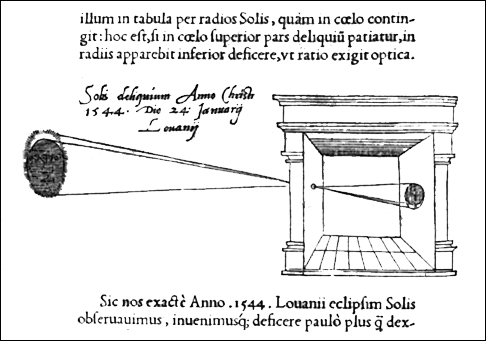 illum in tabula per radios Solis, quàm in cœlo contin-
git: hoc eſt, ſi in cœlo ſuperior pars deliquiũ patiatur, in
radiis apparebit inferior deficere, vt ratio exigit optica.
Solis deliquium Anno Christi
1544. Die 24. Januarij
Louanij
Sic nos exactè Anno .1544. Louanii eclipſim Solis
obſeruauimus, inuenimusq́; deficere paulò plus q̃ dex-